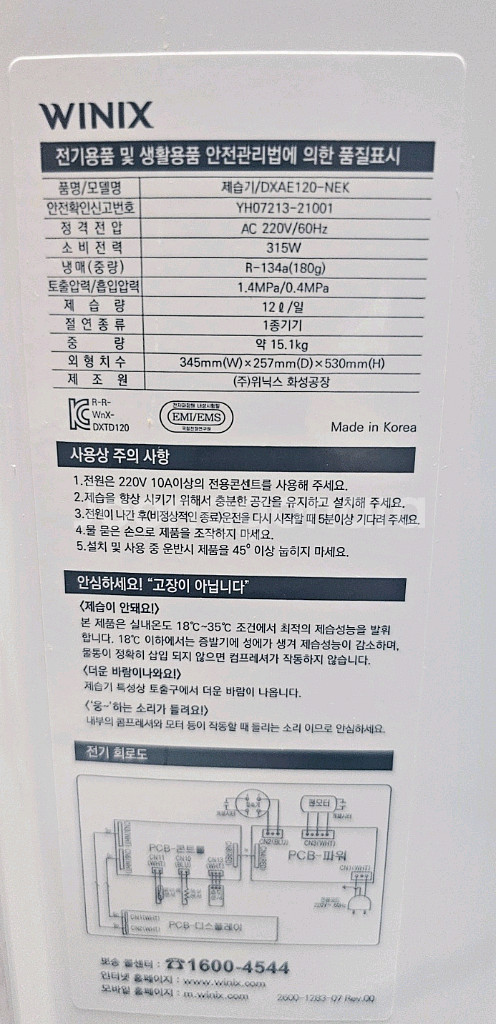 WINIX
전기용품 및 생활용품 안전관리법에 의한 품질표시
품명/모델명 제습기/DXAE120-NEK
안전확인신고번호 YH07213-21001
정격전압 AC 220V/60Hz
소비전력 315W
냉매(중량) R-134a(180g)
토출압력/흡입압력 1.4MPa/0.4MPa
제습량 12ℓ/일
절연종류 1종기기
중량 약 15.1kg
외형치수 345mm(W)×257mm(D)×530mm(H)
제조원 (주)위닉스 화성공장
R-R-
WnX-
DXTD120
EMI/EMS
Made in Korea
사용상 주의 사항
1.전원은 220V 10A이상의 전용콘센트를 사용해 주세요.
2.제습을 향상 시키기 위해서 충분한 공간을 유지하고 설치해 주세요.
3.전원이 나간 후(비정상적인 종료)운전을 다시 시작할 때 5분이상 기다려 주세요.
4.물 묻은 손으로 제품을 조작하지 마세요.
5.설치 및 사용 중 운반시 제품을 45° 이상 눕히지 마세요.
안심하세요! "고장이 아닙니다"
<제습이 안돼요!>
본 제품은 실내온도 18℃~35℃ 조건에서 최적의 제습성능을 발휘
합니다. 18℃ 이하에서는 증발기에 성에가 생겨 제습성능이 감소하며,
물통이 정확히 삽입 되지 않으면 컴프레셔가 작동하지 않습니다.
<더운 바람이나와요!>
제습기 특성상 토출구에서 더운 바람이 나옵니다.
<'웅~'하는 소리가 들려요!>
내부의 콤프레셔와 모터 등이 작동할 때 들리는 소리 이므로 안심하세요.
전기 회로도
팬모터
PCB-콘트롤
PCB-파워
CN2(BLU)
CN3(WHT)
CN1(WHT)
CN11 (WHT)
CN10 (BLU)
PCB-디스플레이
CN1(WHT)
CN2(WHT)
☎1600-4544
인터넷 홈페이지 : www.winix.com
모바일 홈페이지 : m.winix.com
2600-1283-07 Rev.00